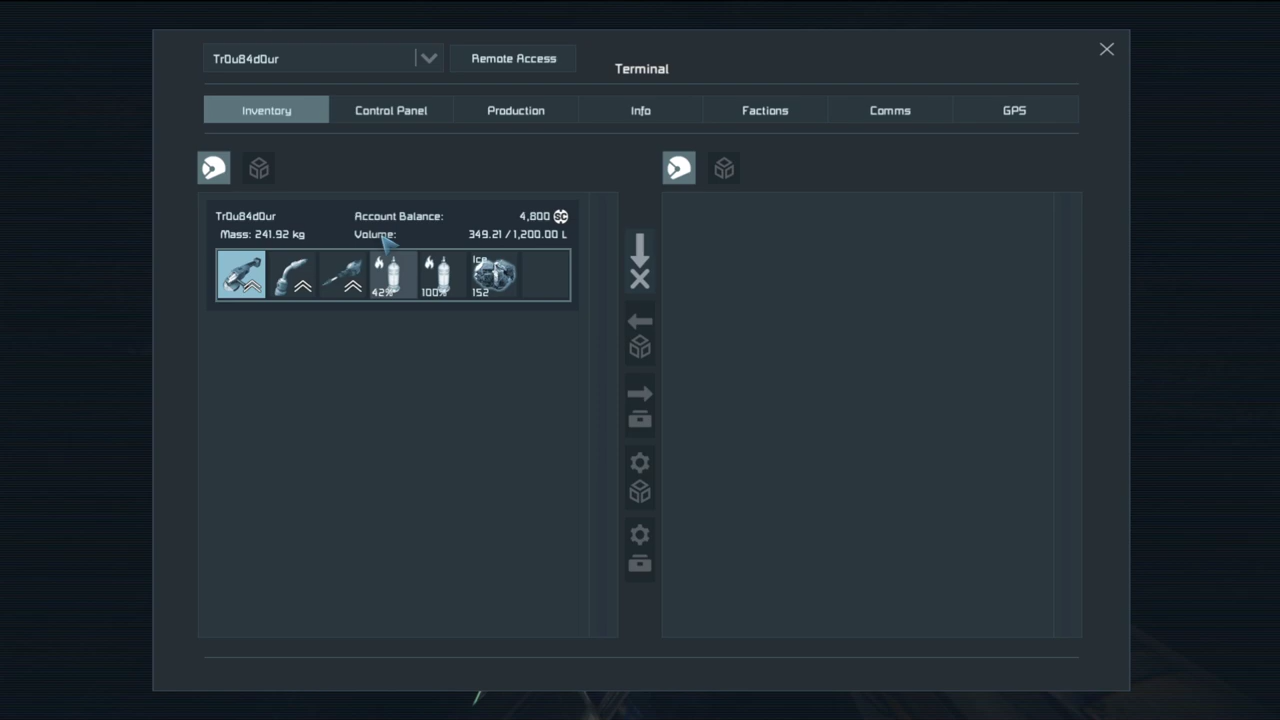 Tr0u84d0ur
Remote Access
Terminal
Inventory
Control Panel
Production
Info
Factions
Comms
GPS
Tr0u84d0ur
Account Balance:
4,800 SC
Mass: 241.92 kg
Volume:
349.21 / 1,200.00 L
Ice
42%
100%
152